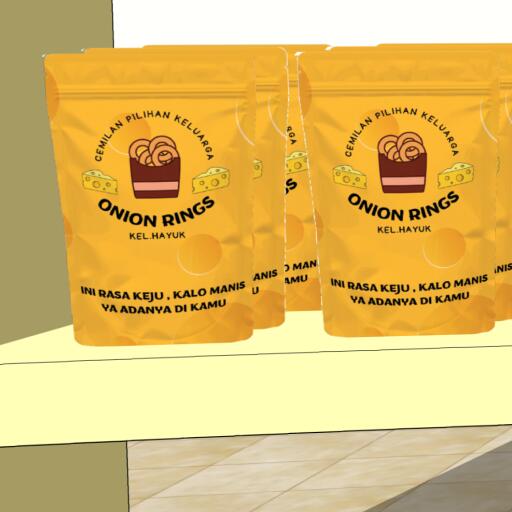 CEMILAN PILIHAN KELUARGA
ONION RINGS
KEL.HAYUK
INI RASA KEJU , KALO MANIS
YA ADANYA DI KAMU
CEMILAN PILIHAN KELUARGA
ONION RINGS
KEL.HAYUK
INI RASA KEJU , KALO MANIS
YA ADANYA DI KAMU